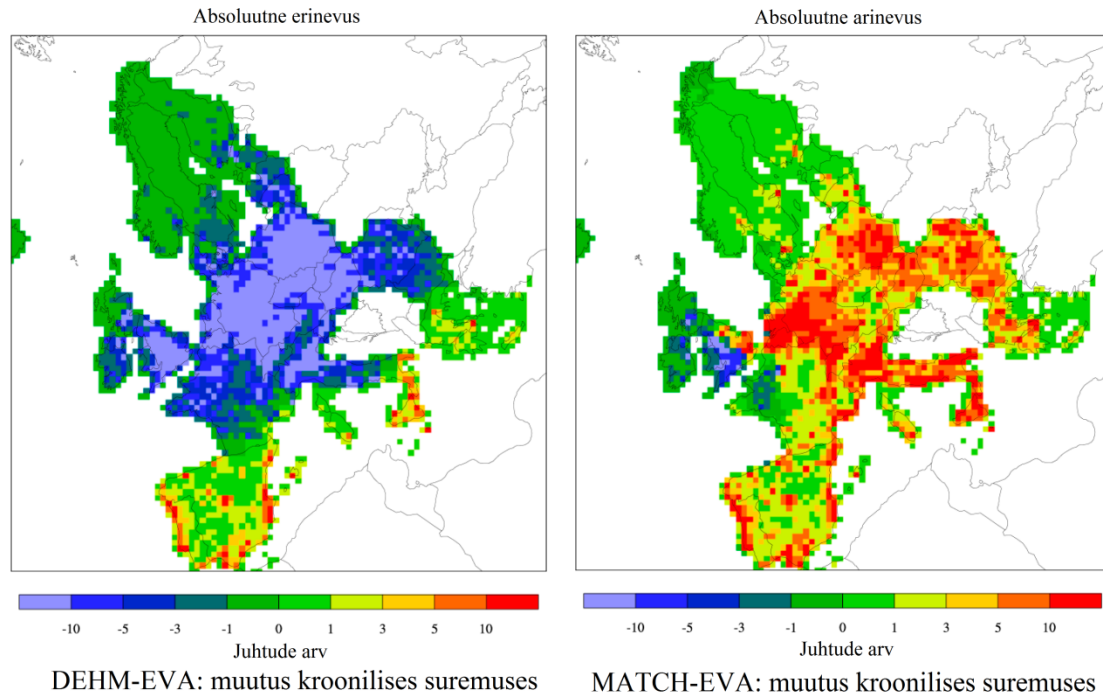 Absoluutne erinevus
Absoluutne arinevus
-10 -5 -3 -1 0 1 3 5 10
-10 -5 -3 -1 0 1 3 5 10
Juhtude arv
Juhtude arv
DEHM-EVA: muutus kroonilises suremuses
MATCH-EVA: muutus kroonilises suremuses